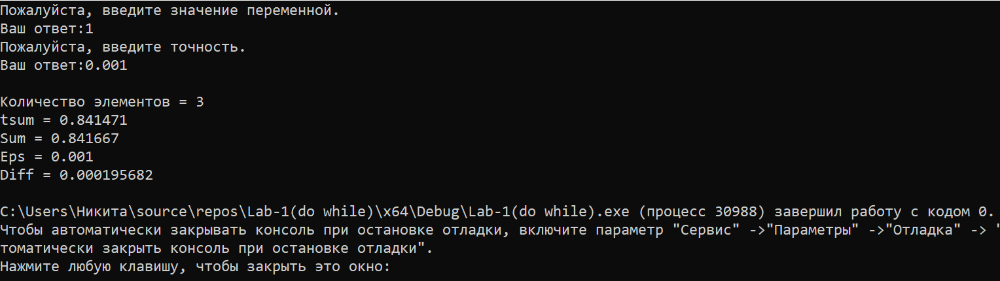 Пожалуйста, введите значение переменной.
Ваш ответ:1
Пожалуйста, введите точность.
Ваш ответ:0.001
Количество элементов = 3
tsum = 0.841471
Sum = 0.841667
Eps = 0.001
Diff = 0.000195682
C:\Users\Никита\source\repos\Lab-1(do while)\x64\Debug\Lab-1(do while).exe (процесс 30988) завершил работу с кодом 0.
Чтобы автоматически закрывать консоль при остановке отладки, включите параметр "Сервис" ->"Параметры" ->"Отладка" -> "
томатически закрыть консоль при остановке отладки".
Нажмите любую клавишу, чтобы закрыть это окно: